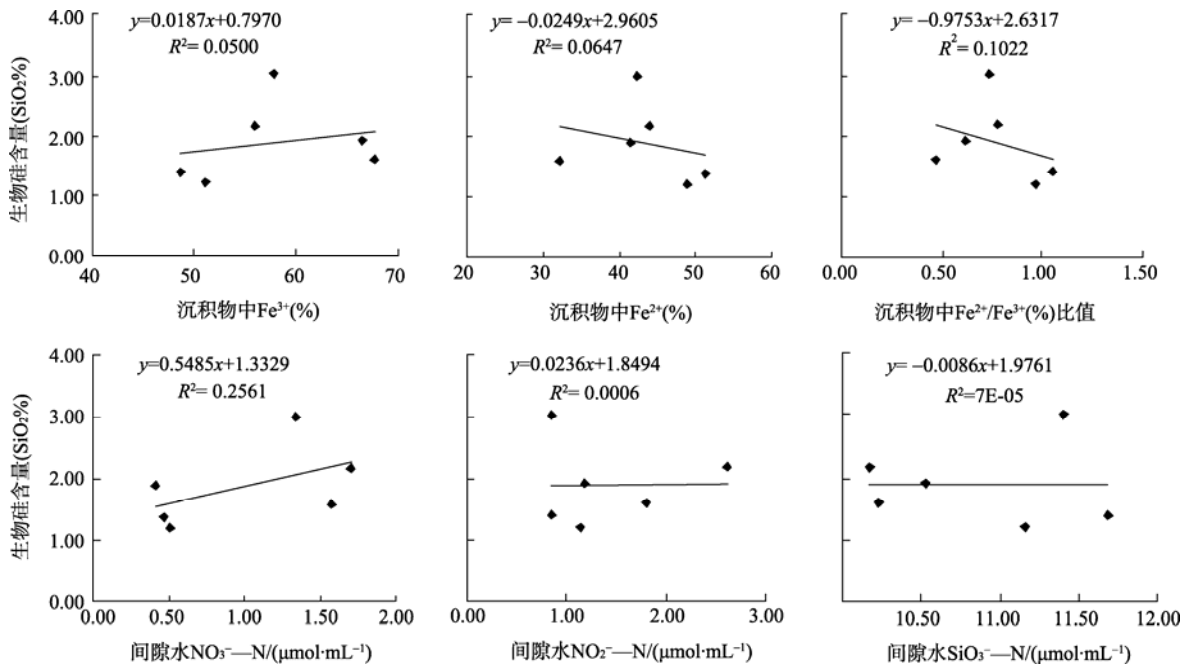 y=0.0187x+0.7970
R²= 0.0500
y= −0.0249x+2.9605
R²= 0.0647
y= −0.9753x+2.6317
R²= 0.1022
生物硅含量(SiO₂%)
4.00
3.00
2.00
1.00
0.00
40 50 60 70
20 30 40 50 60
0.00 0.50 1.00 1.50
沉积物中Fe³⁺(%)
沉积物中Fe²⁺(%)
沉积物中Fe²⁺/Fe³⁺(%)比值
y=0.5485x+1.3329
R²= 0.2561
y=0.0236x+1.8494
R²= 0.0006
y= −0.0086x+1.9761
R²=7E-05
生物硅含量(SiO₂%)
4.00
3.00
2.00
1.00
0.00
0.00 0.50 1.00 1.50 2.00
0.00 1.00 2.00 3.00
10.50 11.00 11.50 12.00
间隙水NO₃⁻—N/(μmol·mL⁻¹)
间隙水NO₂⁻—N/(μmol·mL⁻¹)
间隙水SiO₃⁻—N/(μmol·mL⁻¹)